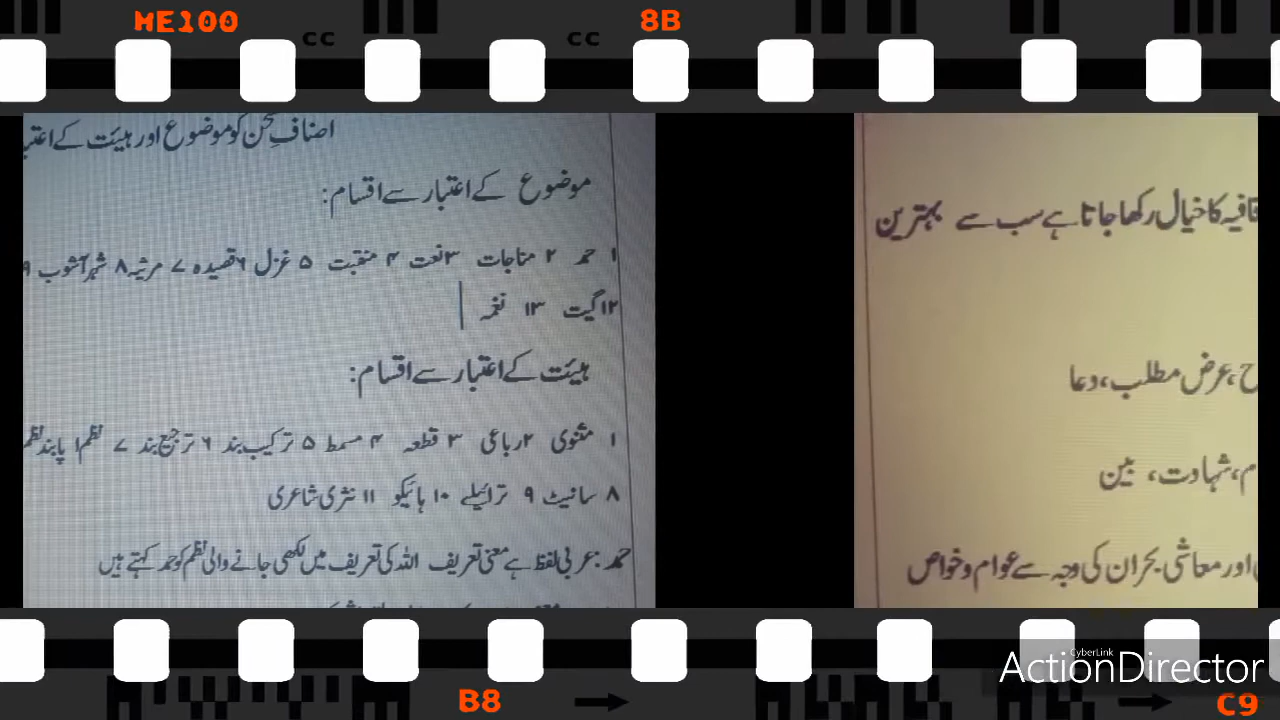 ME100
8B
cc
cc
اصنافِ سخن کو موضوع اور ہیئت کے
موضوع کے اعتبار سے اقسام:
۱ حمد ۲ مناجات ۳ نعت ۴ منقبت ۵ غزل ۶ قصیدہ ۷ مرثیہ ۸ شہر آشوب ۹
۱۲ گیت ۱۳ نغمہ
ہیئت کے اعتبار سے اقسام:
۱ مثنوی ۲ رباعی ۳ قطعہ ۴ مسمط ۵ ترکیب بند ۶ ترجیع بند ۷ نظم ۱ پابند
۸ سانیٹ ۹ ترائیلے ۱۰ ہائیکو ۱۱ نثری شاعری
حمد: عربی لفظ ہے معنی تعریف اللہ کی تعریف میں لکھی جانے والی نظم کو حمد کہتے ہیں
قافیہ کا خیال رکھا جاتا ہے سب سے بہترین
ح، عرض مطلب، دعا
م، شہادت، بین
اور معاشی بحران کی وجہ سے عوام و خواص
CyberLink
ActionDirector
B8
C9